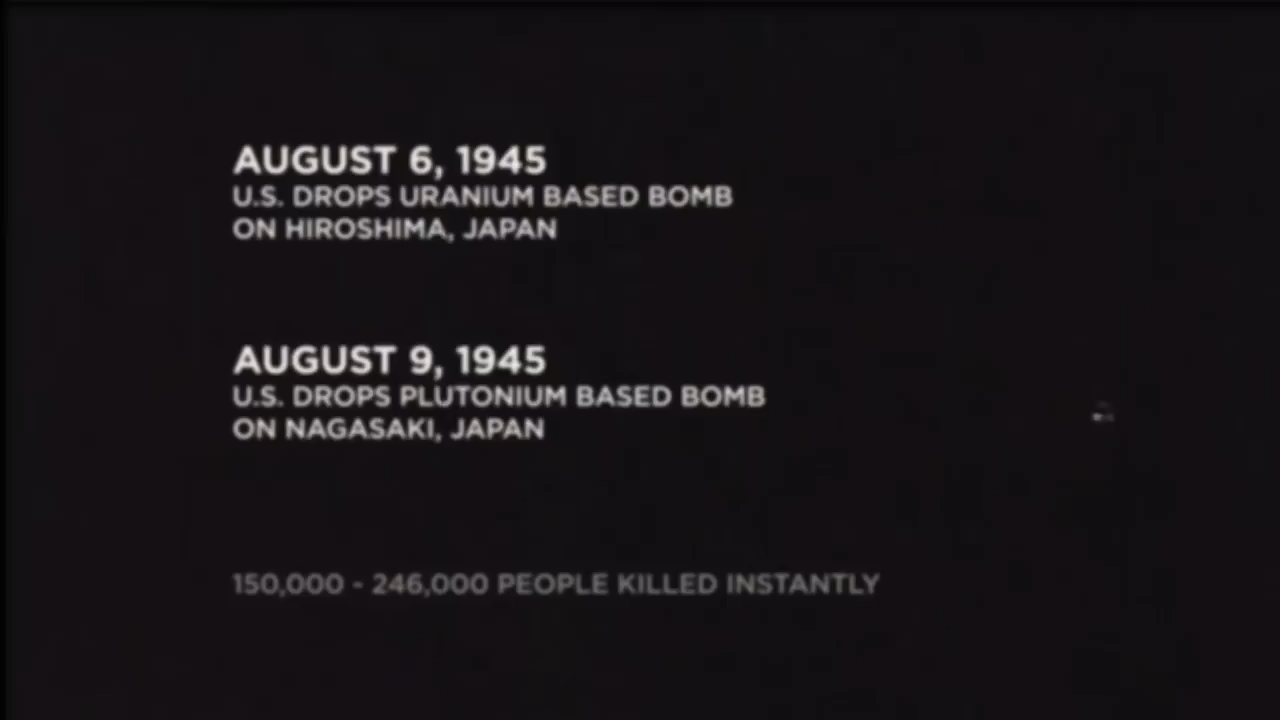 AUGUST 6, 1945
U.S. DROPS URANIUM BASED BOMB
ON HIROSHIMA, JAPAN
AUGUST 9, 1945
U.S. DROPS PLUTONIUM BASED BOMB
ON NAGASAKI, JAPAN
150,000 - 246,000 PEOPLE KILLED INSTANTLY